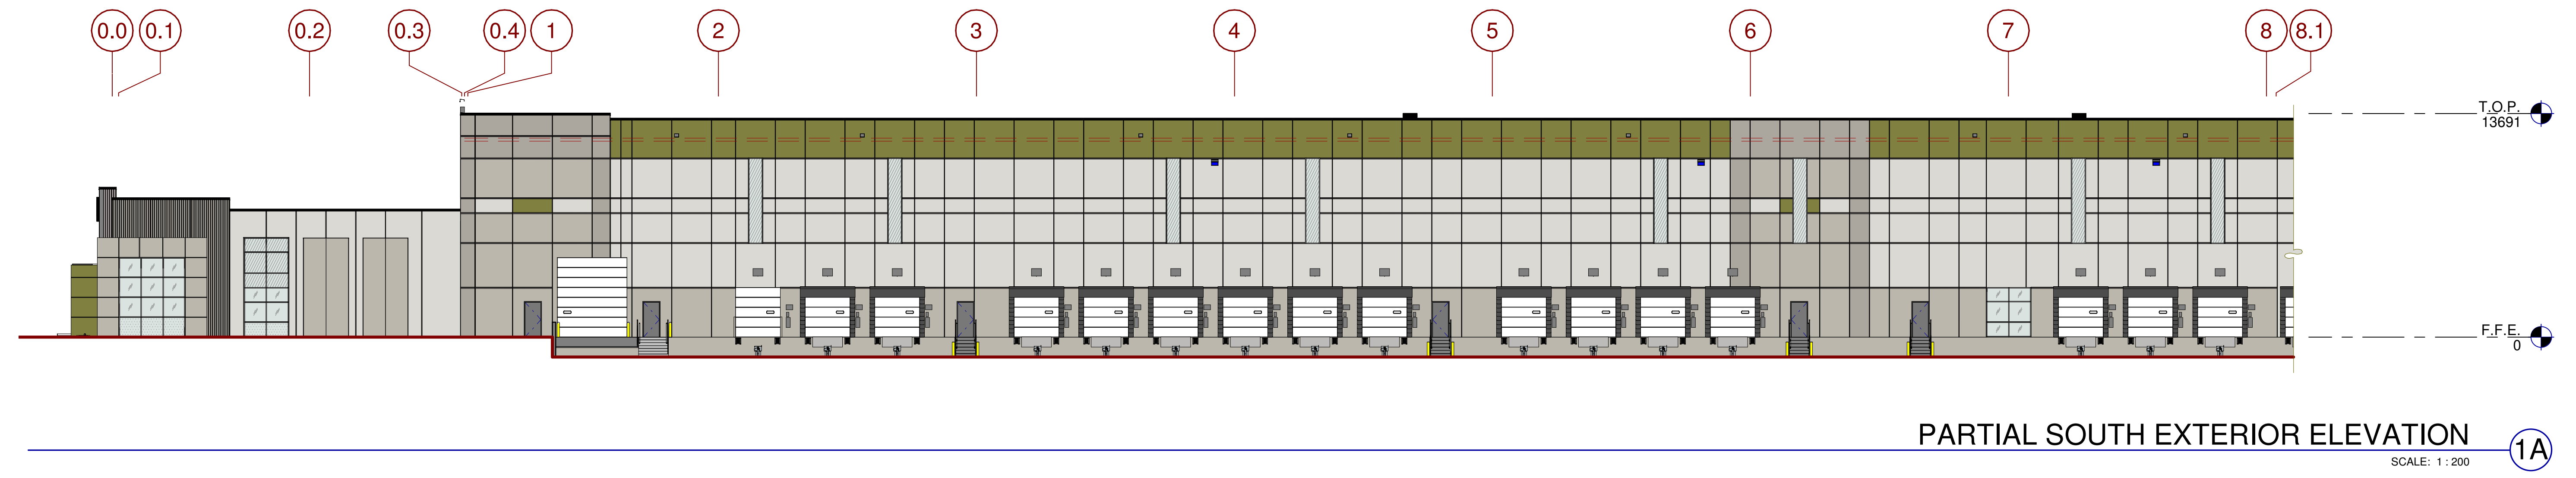 0.0 0.1 0.2 0.3 0.4 1 2 3 4 5 6 7 8 8.1
T.O.P.
13691
F.F.E.
0
PARTIAL SOUTH EXTERIOR ELEVATION
1A
SCALE: 1 : 200